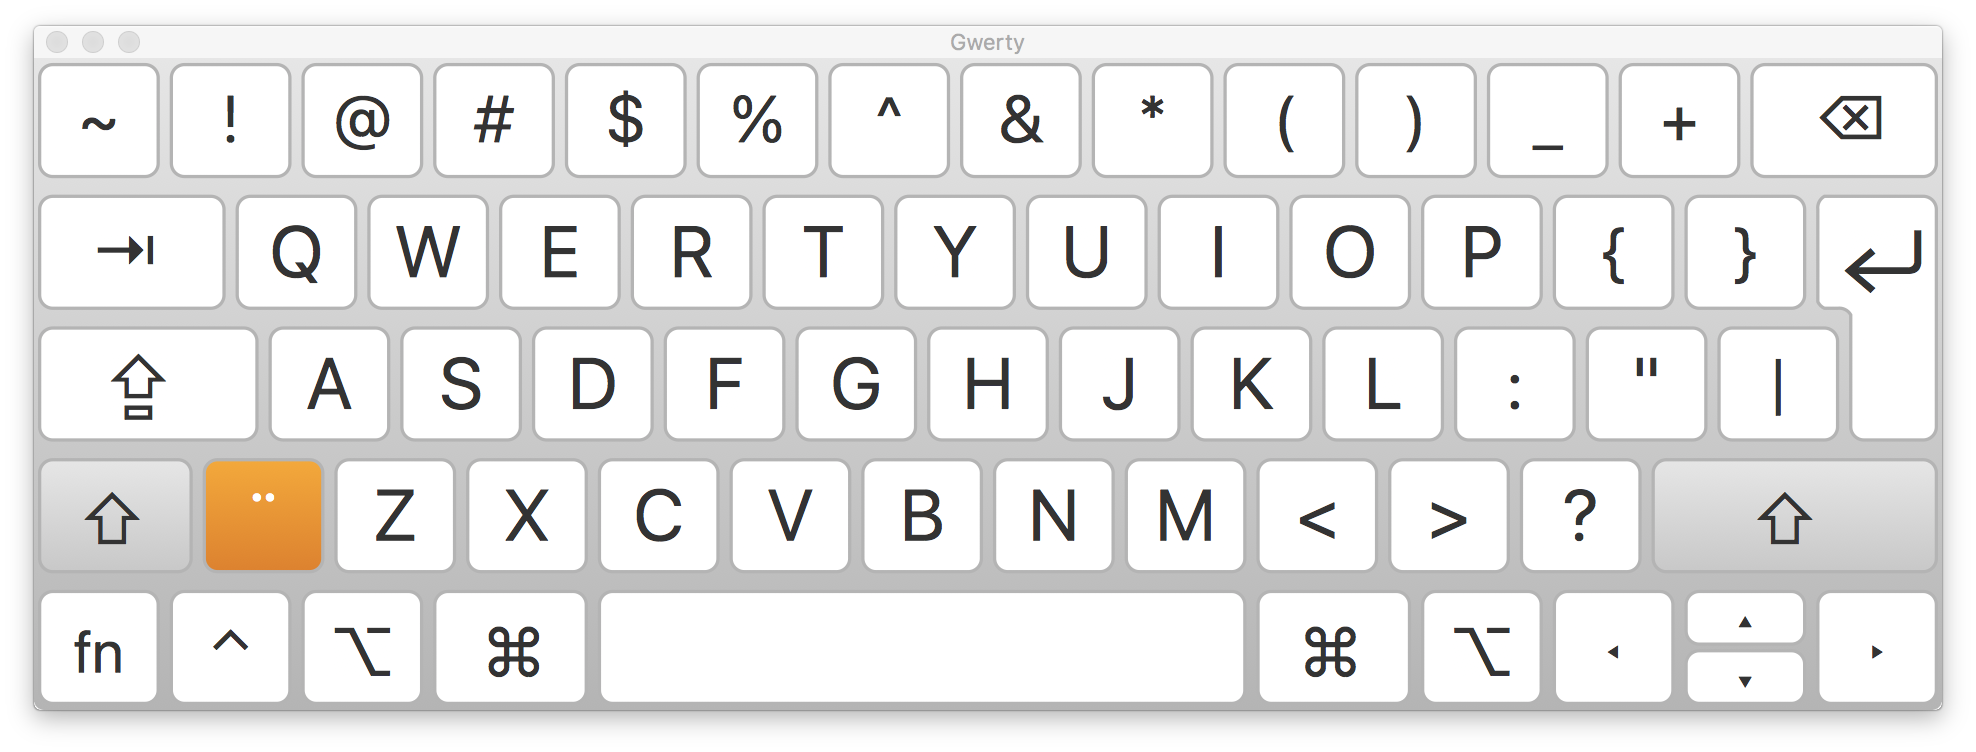 Gwerty
~ ! @ # $ % ^ & * ( ) _ + ⌫
⇥ Q W E R T Y U I O P { } ↩
⇪ A S D F G H J K L : " |
⇧ ¨ Z X C V B N M < > ? ⇧
fn ⌃ ⌥ ⌘ ⌘ ⌥ ◂ ▴ ▾ ▸